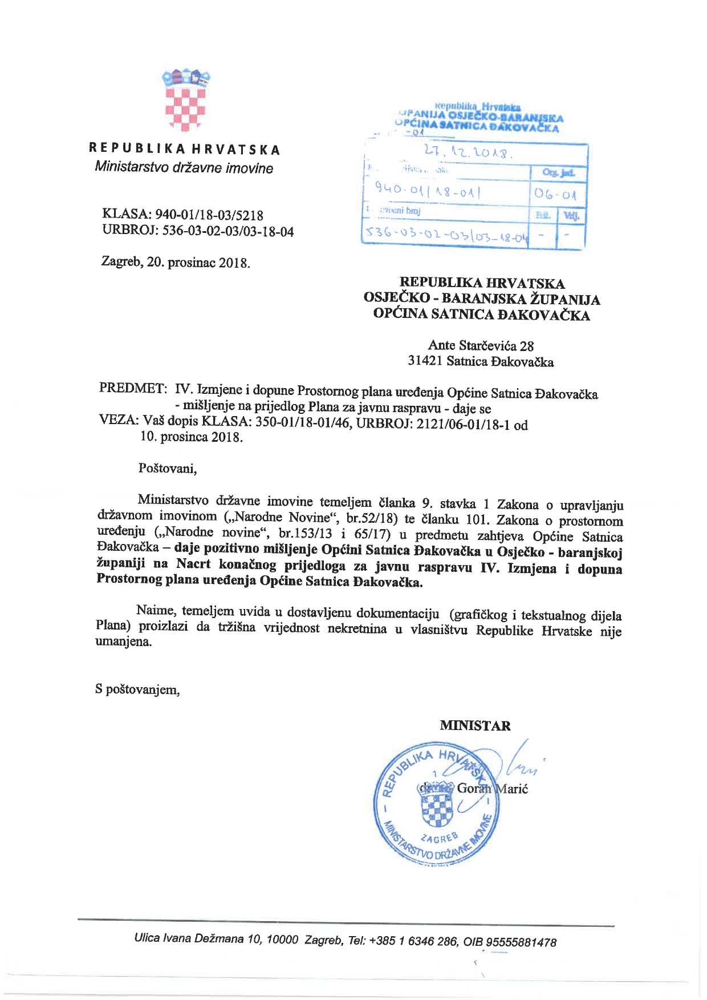 REPUBLIKA HRVATSKA
Ministarstvo državne imovine
KLASA: 940-01/18-03/5218
URBROJ: 536-03-02-03/03-18-04
Zagreb, 20. prosinac 2018.
Republika Hrvatska
OSJEČKO-BARANJSKA
OPĆINA SATNICA ĐAKOVAČKA
-01
27.12.2018.
Org. jed.
940-01/18-01/
06-01
broj
Pril.
Vrij.
536-03-02-03/03-18-04
-
-
REPUBLIKA HRVATSKA
OSJEČKO - BARANJSKA ŽUPANIJA
OPĆINA SATNICA ĐAKOVAČKA
Ante Starčevića 28
31421 Satnica Đakovačka
PREDMET: IV. Izmjene i dopune Prostornog plana uređenja Općine Satnica Đakovačka
- mišljenje na prijedlog Plana za javnu raspravu - daje se
VEZA: Vaš dopis KLASA: 350-01/18-01/46, URBROJ: 2121/06-01/18-1 od
10. prosinca 2018.
Poštovani,
Ministarstvo državne imovine temeljem članka 9. stavka 1 Zakona o upravljanju
državnom imovinom („Narodne Novine“, br.52/18) te članku 101. Zakona o prostornom
uređenju („Narodne novine“, br.153/13 i 65/17) u predmetu zahtjeva Općine Satnica
Đakovačka – daje pozitivno mišljenje Općini Satnica Đakovačka u Osječko - baranjskoj
županiji na Nacrt konačnog prijedloga za javnu raspravu IV. Izmjena i dopuna
Prostornog plana uređenja Općine Satnica Đakovačka.
Naime, temeljem uvida u dostavljenu dokumentaciju (grafičkog i tekstualnog dijela
Plana) proizlazi da tržišna vrijednost nekretnina u vlasništvu Republike Hrvatske nije
umanjena.
S poštovanjem,
MINISTAR
Goran Marić
REPUBLIKA HRVATSKA
1
ZAGREB
MINISTARSTVO DRŽAVNE IMOVINE
Ulica Ivana Dežmana 10, 10000 Zagreb, Tel: +385 1 6346 286, OIB 95555881478